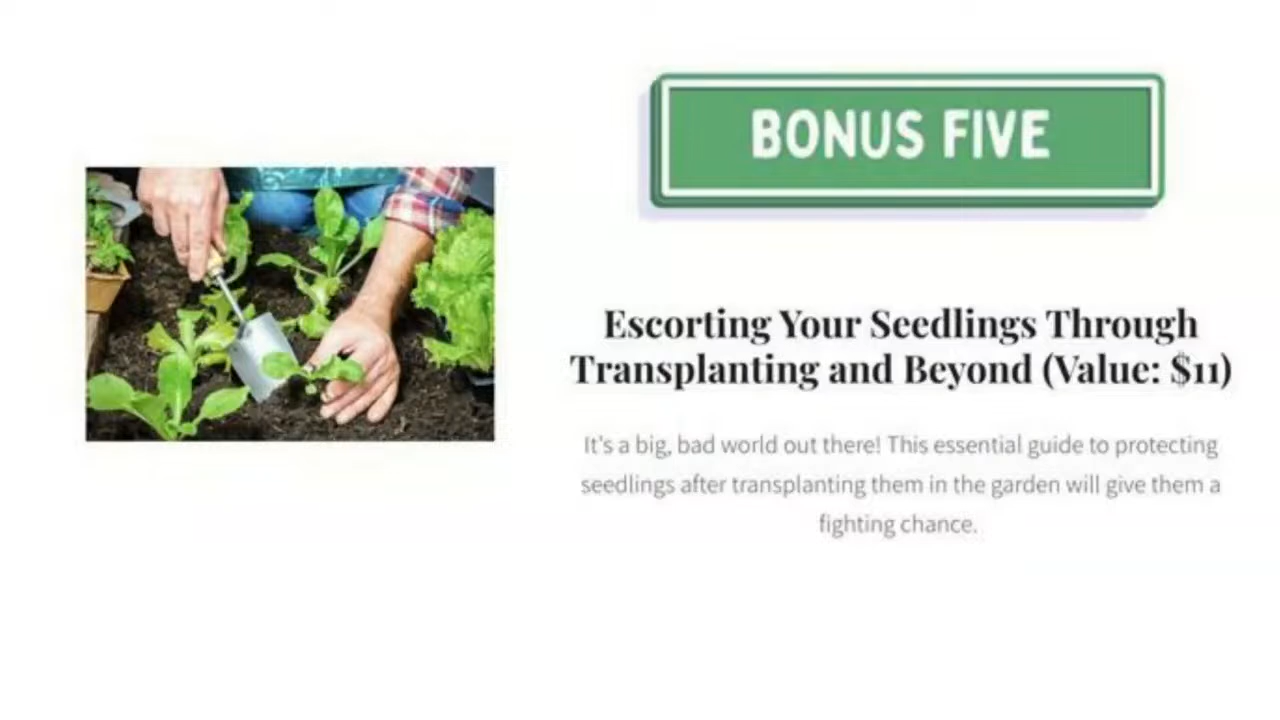 BONUS FIVE
Escorting Your Seedlings Through
Transplanting and Beyond (Value: $11)
It's a big, bad world out there! This essential guide to protecting
seedlings after transplanting them in the garden will give them a
fighting chance.